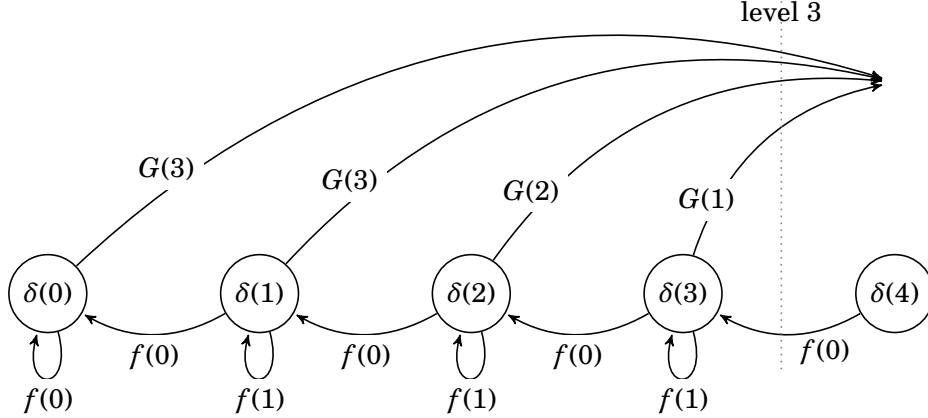 level 3
G(3)
G(3)
G(2)
G(1)
δ(0)
δ(1)
δ(2)
δ(3)
δ(4)
f(0)
f(0)
f(0)
f(0)
f(0)
f(1)
f(1)
f(1)